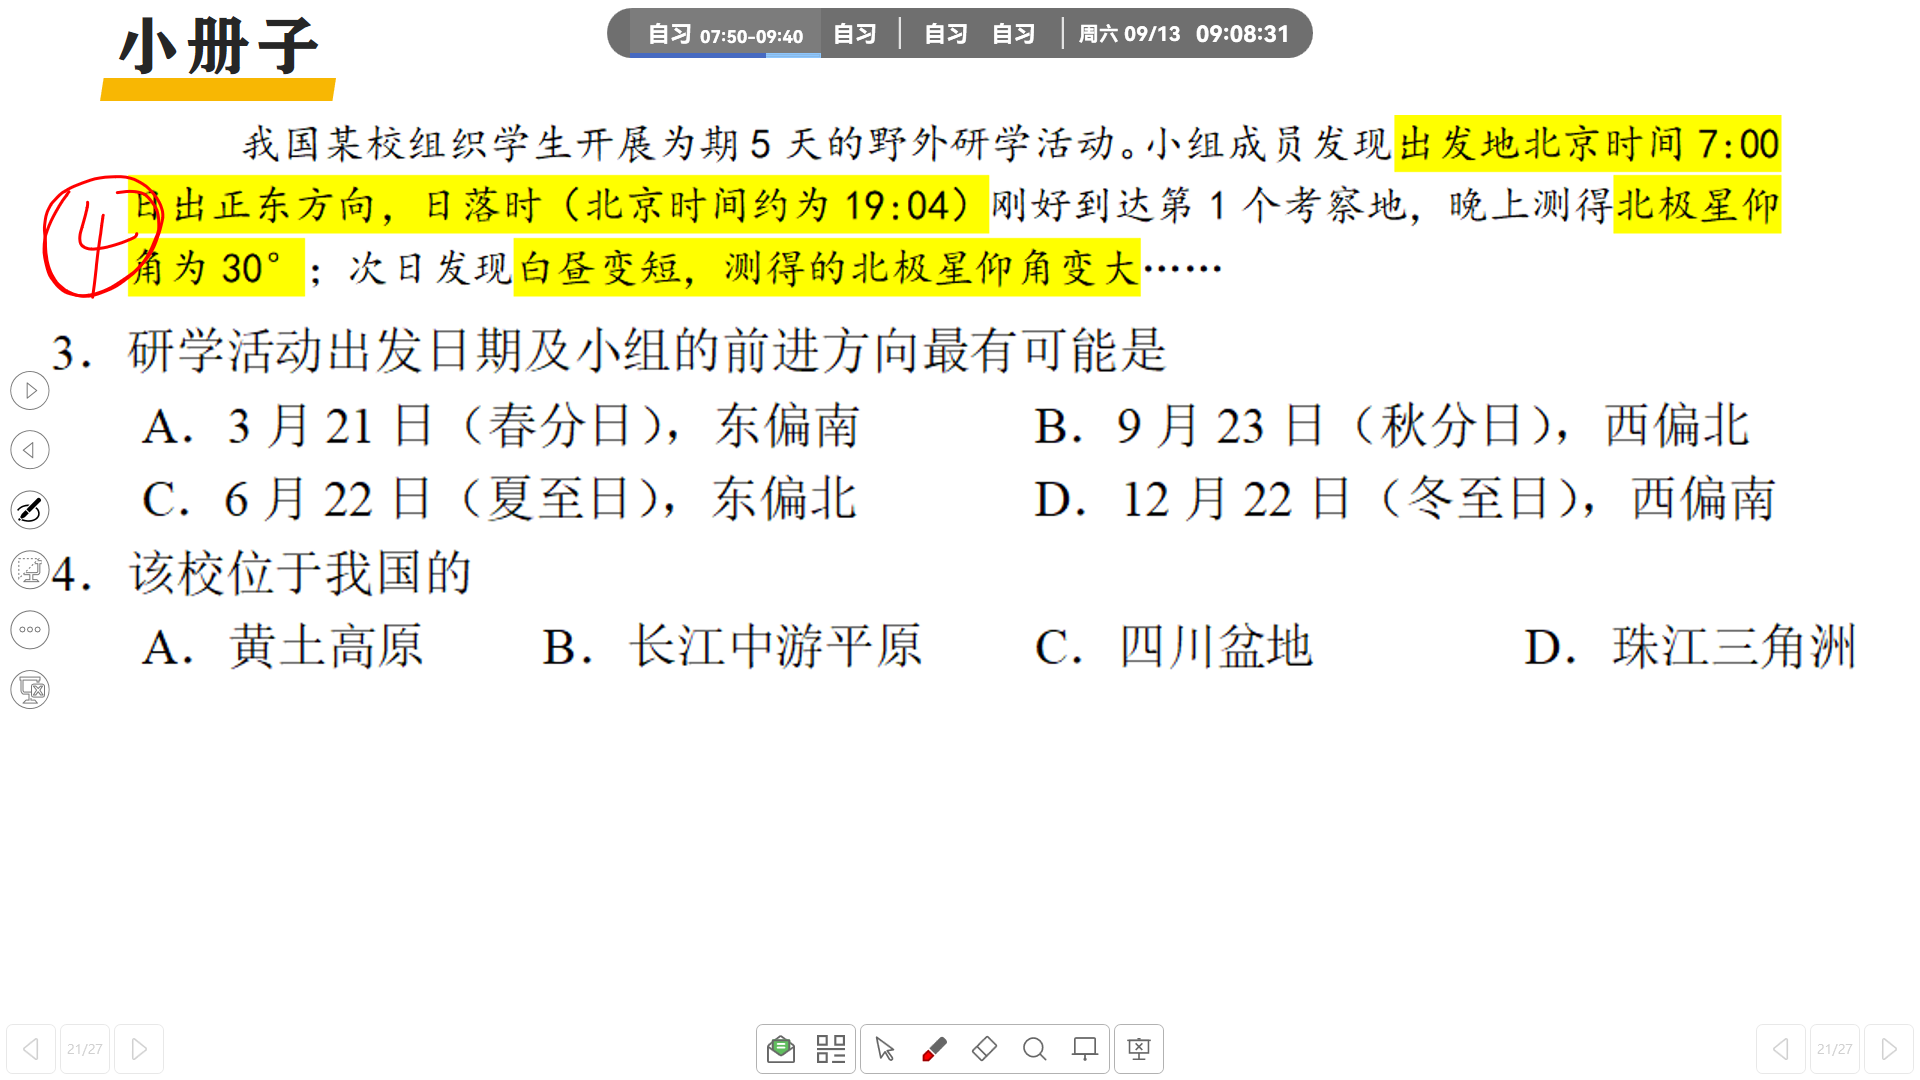 小册子
自习 07:50-09:40 自习 自习 自习 周六 09/13 09:08:31
我国某校组织学生开展为期 5 天的野外研学活动。小组成员发现出发地北京时间 7:00
日出正东方向，日落时（北京时间约为 19:04）刚好到达第 1 个考察地，晚上测得北极星仰
角为 30°；次日发现白昼变短，测得的北极星仰角变大……
④
3. 研学活动出发日期及小组的前进方向最有可能是
A. 3 月 21 日（春分日），东偏南 B. 9 月 23 日（秋分日），西偏北
C. 6 月 22 日（夏至日），东偏北 D. 12 月 22 日（冬至日），西偏南
4. 该校位于我国的
A. 黄土高原 B. 长江中游平原 C. 四川盆地 D. 珠江三角洲
21/27 21/27